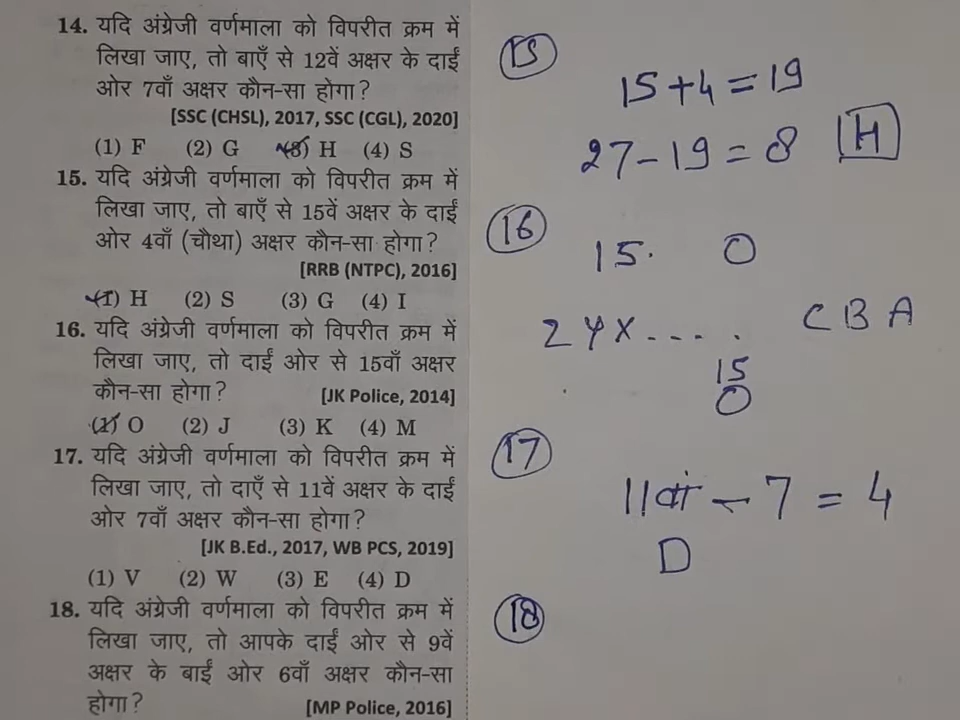 14. यदि अंग्रेजी वर्णमाला को विपरीत क्रम में
लिखा जाए, तो बाएँ से 12वें अक्षर के दाईं
ओर 7वाँ अक्षर कौन-सा होगा?
[SSC (CHSL), 2017, SSC (CGL), 2020]
(1) F (2) G (3) H (4) S
15. यदि अंग्रेजी वर्णमाला को विपरीत क्रम में
लिखा जाए, तो बाएँ से 15वें अक्षर के दाईं
ओर 4वाँ (चौथा) अक्षर कौन-सा होगा?
[RRB (NTPC), 2016]
(1) H (2) S (3) G (4) I
16. यदि अंग्रेजी वर्णमाला को विपरीत क्रम में
लिखा जाए, तो दाईं ओर से 15वाँ अक्षर
कौन-सा होगा? [JK Police, 2014]
(1) O (2) J (3) K (4) M
17. यदि अंग्रेजी वर्णमाला को विपरीत क्रम में
लिखा जाए, तो दाएँ से 11वें अक्षर के दाईं
ओर 7वाँ अक्षर कौन-सा होगा?
[JK B.Ed., 2017, WB PCS, 2019]
(1) V (2) W (3) E (4) D
18. यदि अंग्रेजी वर्णमाला को विपरीत क्रम में
लिखा जाए, तो आपके दाईं ओर से 9वें
अक्षर के बाईं ओर 6वाँ अक्षर कौन-सा
होगा? [MP Police, 2016]
15
15+4=19
27-19=8 H
16
15. O
Z Y X .... . C B A
15
O
17
11वां - 7 = 4
D
18